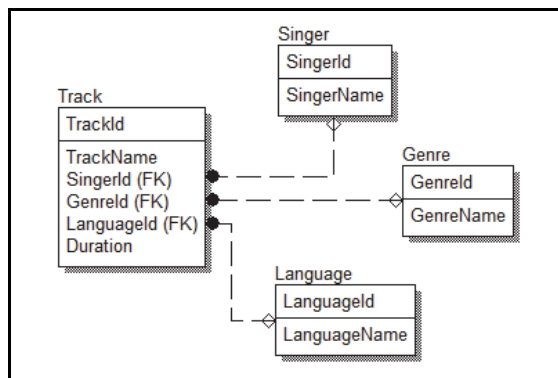 Singer
SingerId
SingerName
Track
TrackId
TrackName
SingerId (FK)
GenreId (FK)
LanguageId (FK)
Duration
Genre
GenreId
GenreName
Language
LanguageId
LanguageName